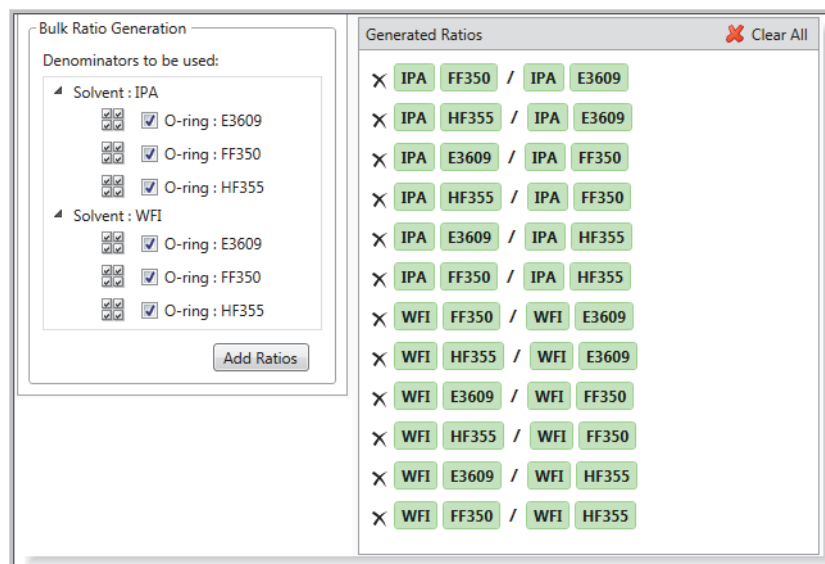 Bulk Ratio Generation
Denominators to be used:
Solvent : IPA
O-ring : E3609
O-ring : FF350
O-ring : HF355
Solvent : WFI
O-ring : E3609
O-ring : FF350
O-ring : HF355
Add Ratios
Generated Ratios
Clear All
IPA FF350 / IPA E3609
IPA HF355 / IPA E3609
IPA E3609 / IPA FF350
IPA HF355 / IPA FF350
IPA E3609 / IPA HF355
IPA FF350 / IPA HF355
WFI FF350 / WFI E3609
WFI HF355 / WFI E3609
WFI E3609 / WFI FF350
WFI HF355 / WFI FF350
WFI E3609 / WFI HF355
WFI FF350 / WFI HF355